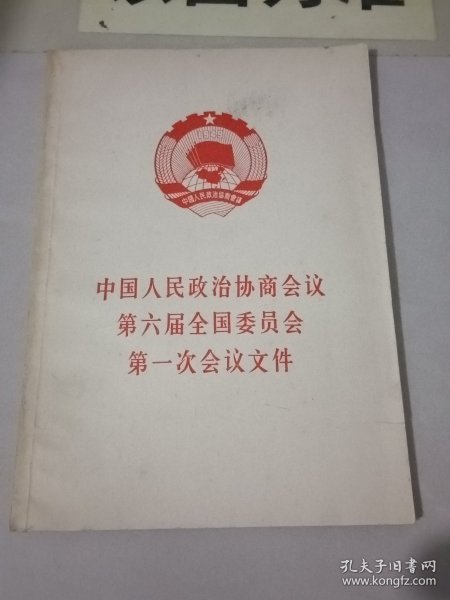 1949
中国人民政治协商会议
中国人民政治协商会议
第六届全国委员会
第一次会议文件
孔夫子旧书网
www.kongfz.com